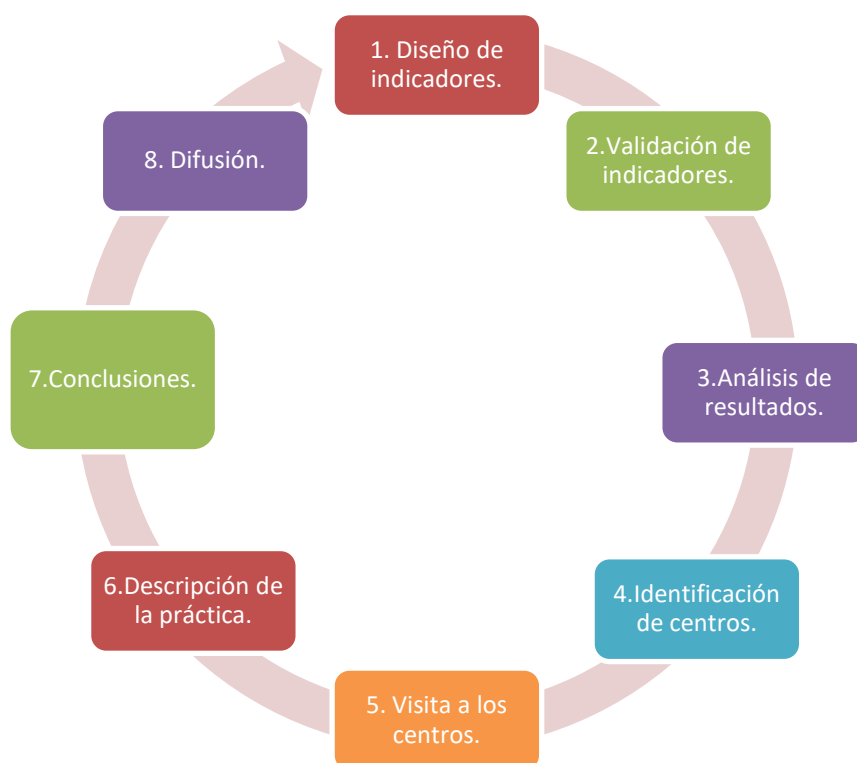 1. Diseño de
indicadores.
2.Validación de
indicadores.
3.Análisis de
resultados.
4.Identificación
de centros.
5. Visita a los
centros.
6.Descripción de
la práctica.
7.Conclusiones.
8. Difusión.